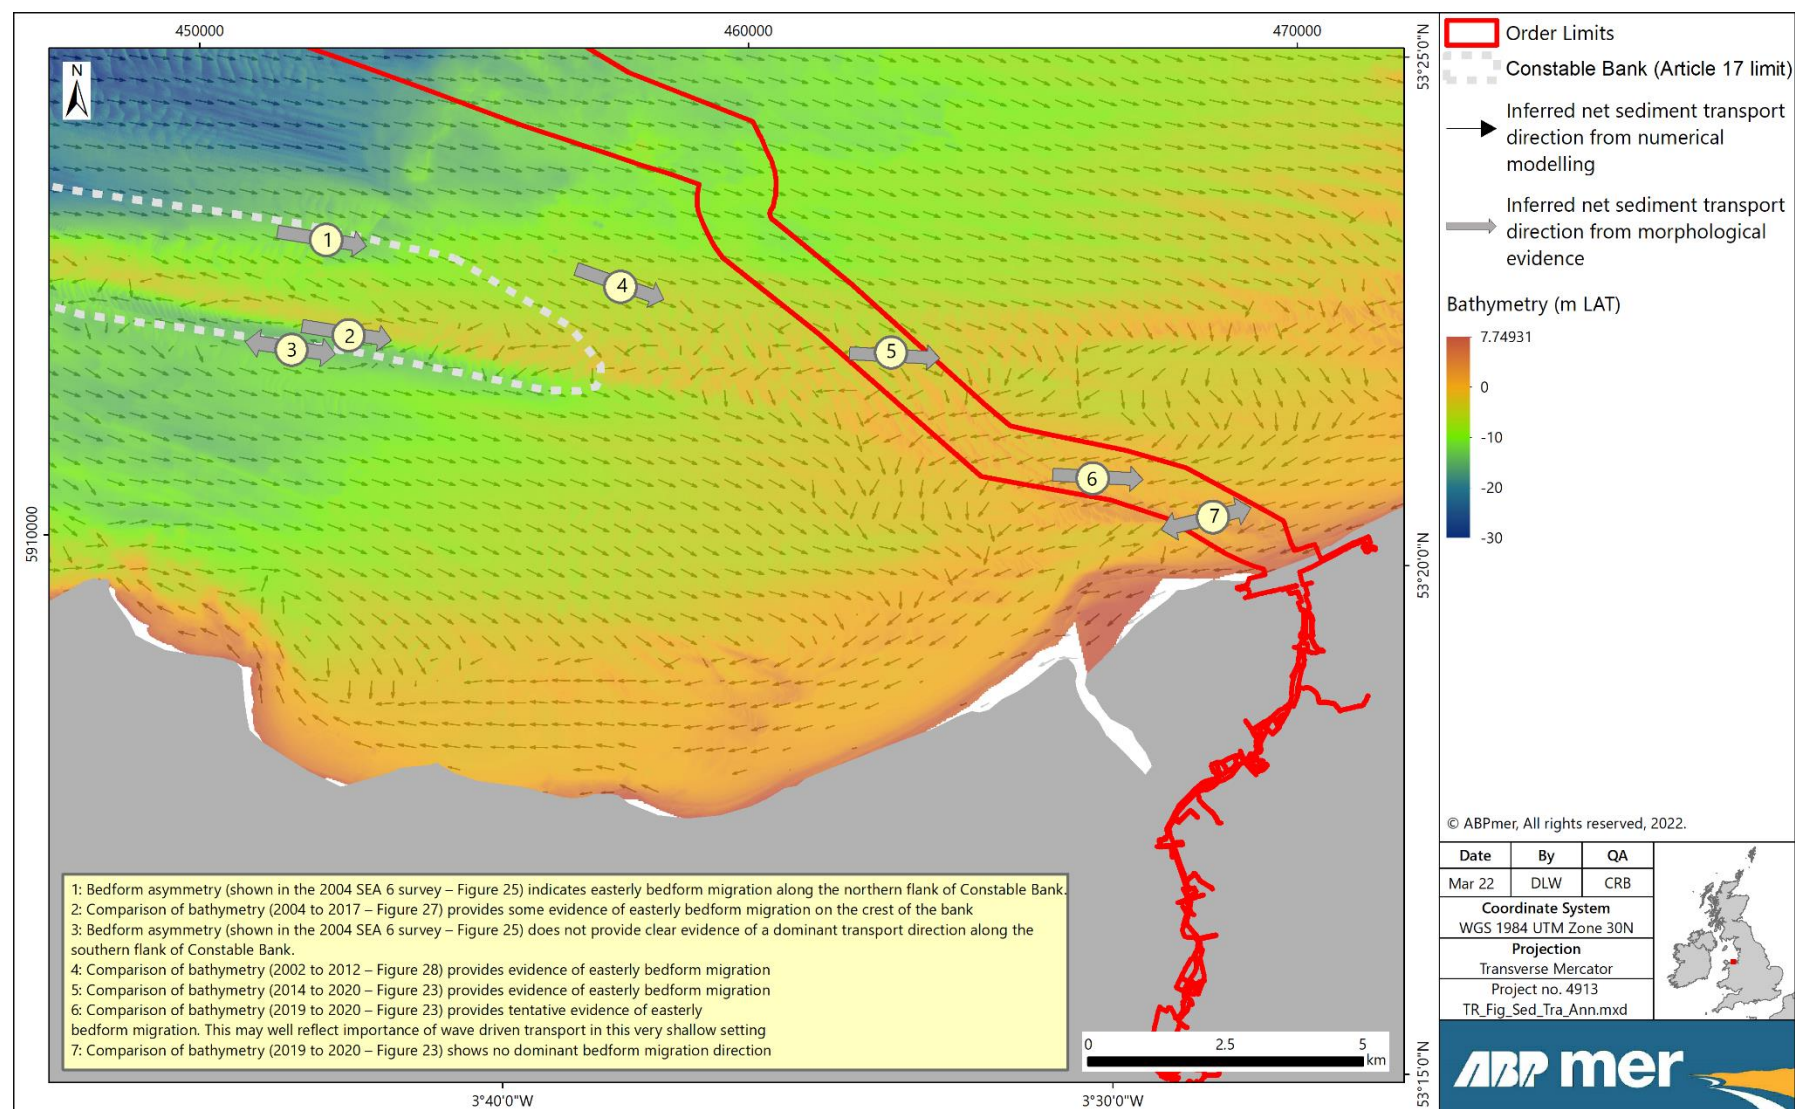 450000
460000
470000
53°25'0"N
N
1
2
3
4
5
6
7
5910000
53°20'0"N
53°15'0"N
3°40'0"W
3°30'0"W
1: Bedform asymmetry (shown in the 2004 SEA 6 survey – Figure 25) indicates easterly bedform migration along the northern flank of Constable Bank.
2: Comparison of bathymetry (2004 to 2017 – Figure 27) provides some evidence of easterly bedform migration on the crest of the bank
3: Bedform asymmetry (shown in the 2004 SEA 6 survey – Figure 25) does not provide clear evidence of a dominant transport direction along the
southern flank of Constable Bank.
4: Comparison of bathymetry (2002 to 2012 – Figure 28) provides evidence of easterly bedform migration
5: Comparison of bathymetry (2014 to 2020 – Figure 23) provides evidence of easterly bedform migration
6: Comparison of bathymetry (2019 to 2020 – Figure 23) provides tentative evidence of easterly
bedform migration. This may well reflect importance of wave driven transport in this very shallow setting
7: Comparison of bathymetry (2019 to 2020 – Figure 23) shows no dominant bedform migration direction
0 2.5 5
km
Order Limits
Constable Bank (Article 17 limit)
Inferred net sediment transport
direction from numerical
modelling
Inferred net sediment transport
direction from morphological
evidence
Bathymetry (m LAT)
7.74931
0
-10
-20
-30
© ABPmer, All rights reserved, 2022.
Date By QA
Mar 22 DLW CRB
Coordinate System
WGS 1984 UTM Zone 30N
Projection
Transverse Mercator
Project no. 4913
TR_Fig_Sed_Tra_Ann.mxd
ABPmer